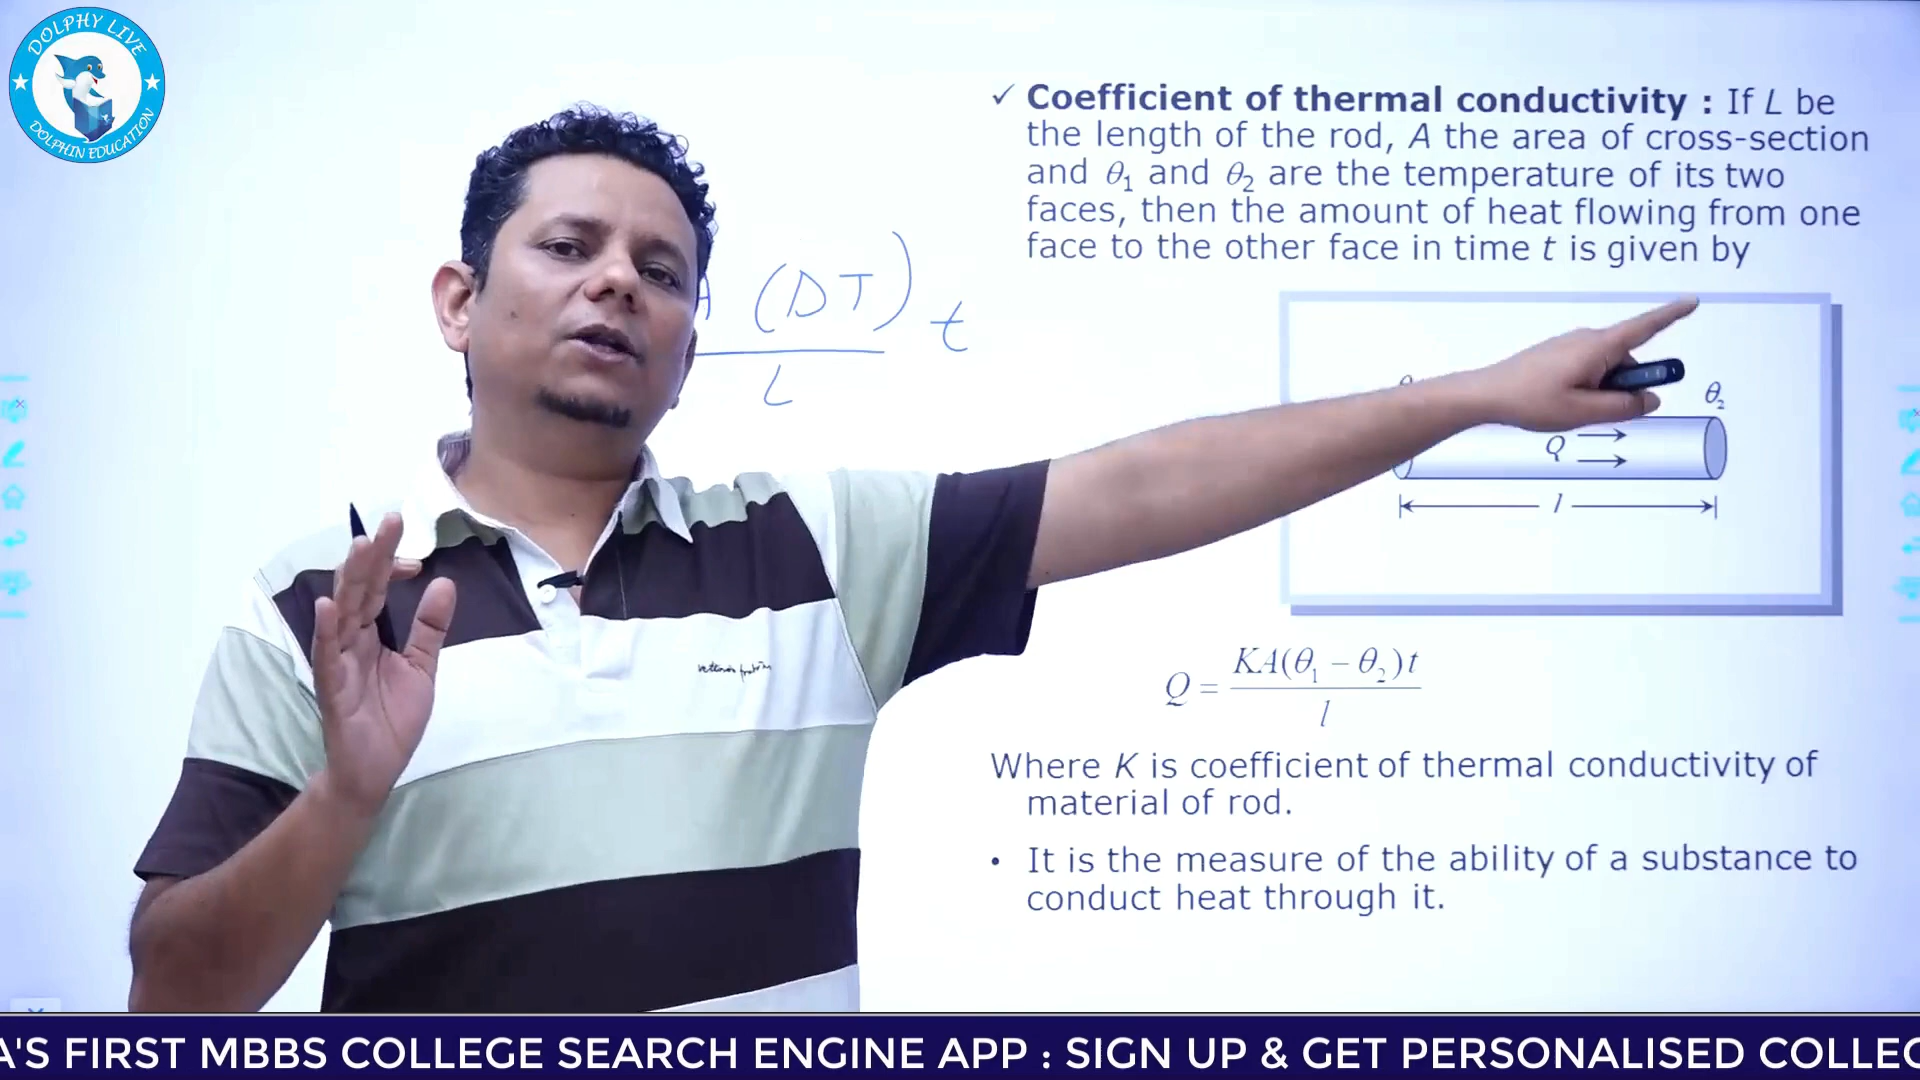 DOLPHY LIVE
DOLPHIN EDUCATION
✓ Coefficient of thermal conductivity : If L be
the length of the rod, A the area of cross-section
and θ₁ and θ₂ are the temperature of its two
faces, then the amount of heat flowing from one
face to the other face in time t is given by
A (DT) t
L
θ₂
Q
l
Q = KA(θ₁ – θ₂)t
l
Where K is coefficient of thermal conductivity of
material of rod.
• It is the measure of the ability of a substance to
conduct heat through it.
A'S FIRST MBBS COLLEGE SEARCH ENGINE APP : SIGN UP & GET PERSONALISED COLLEG